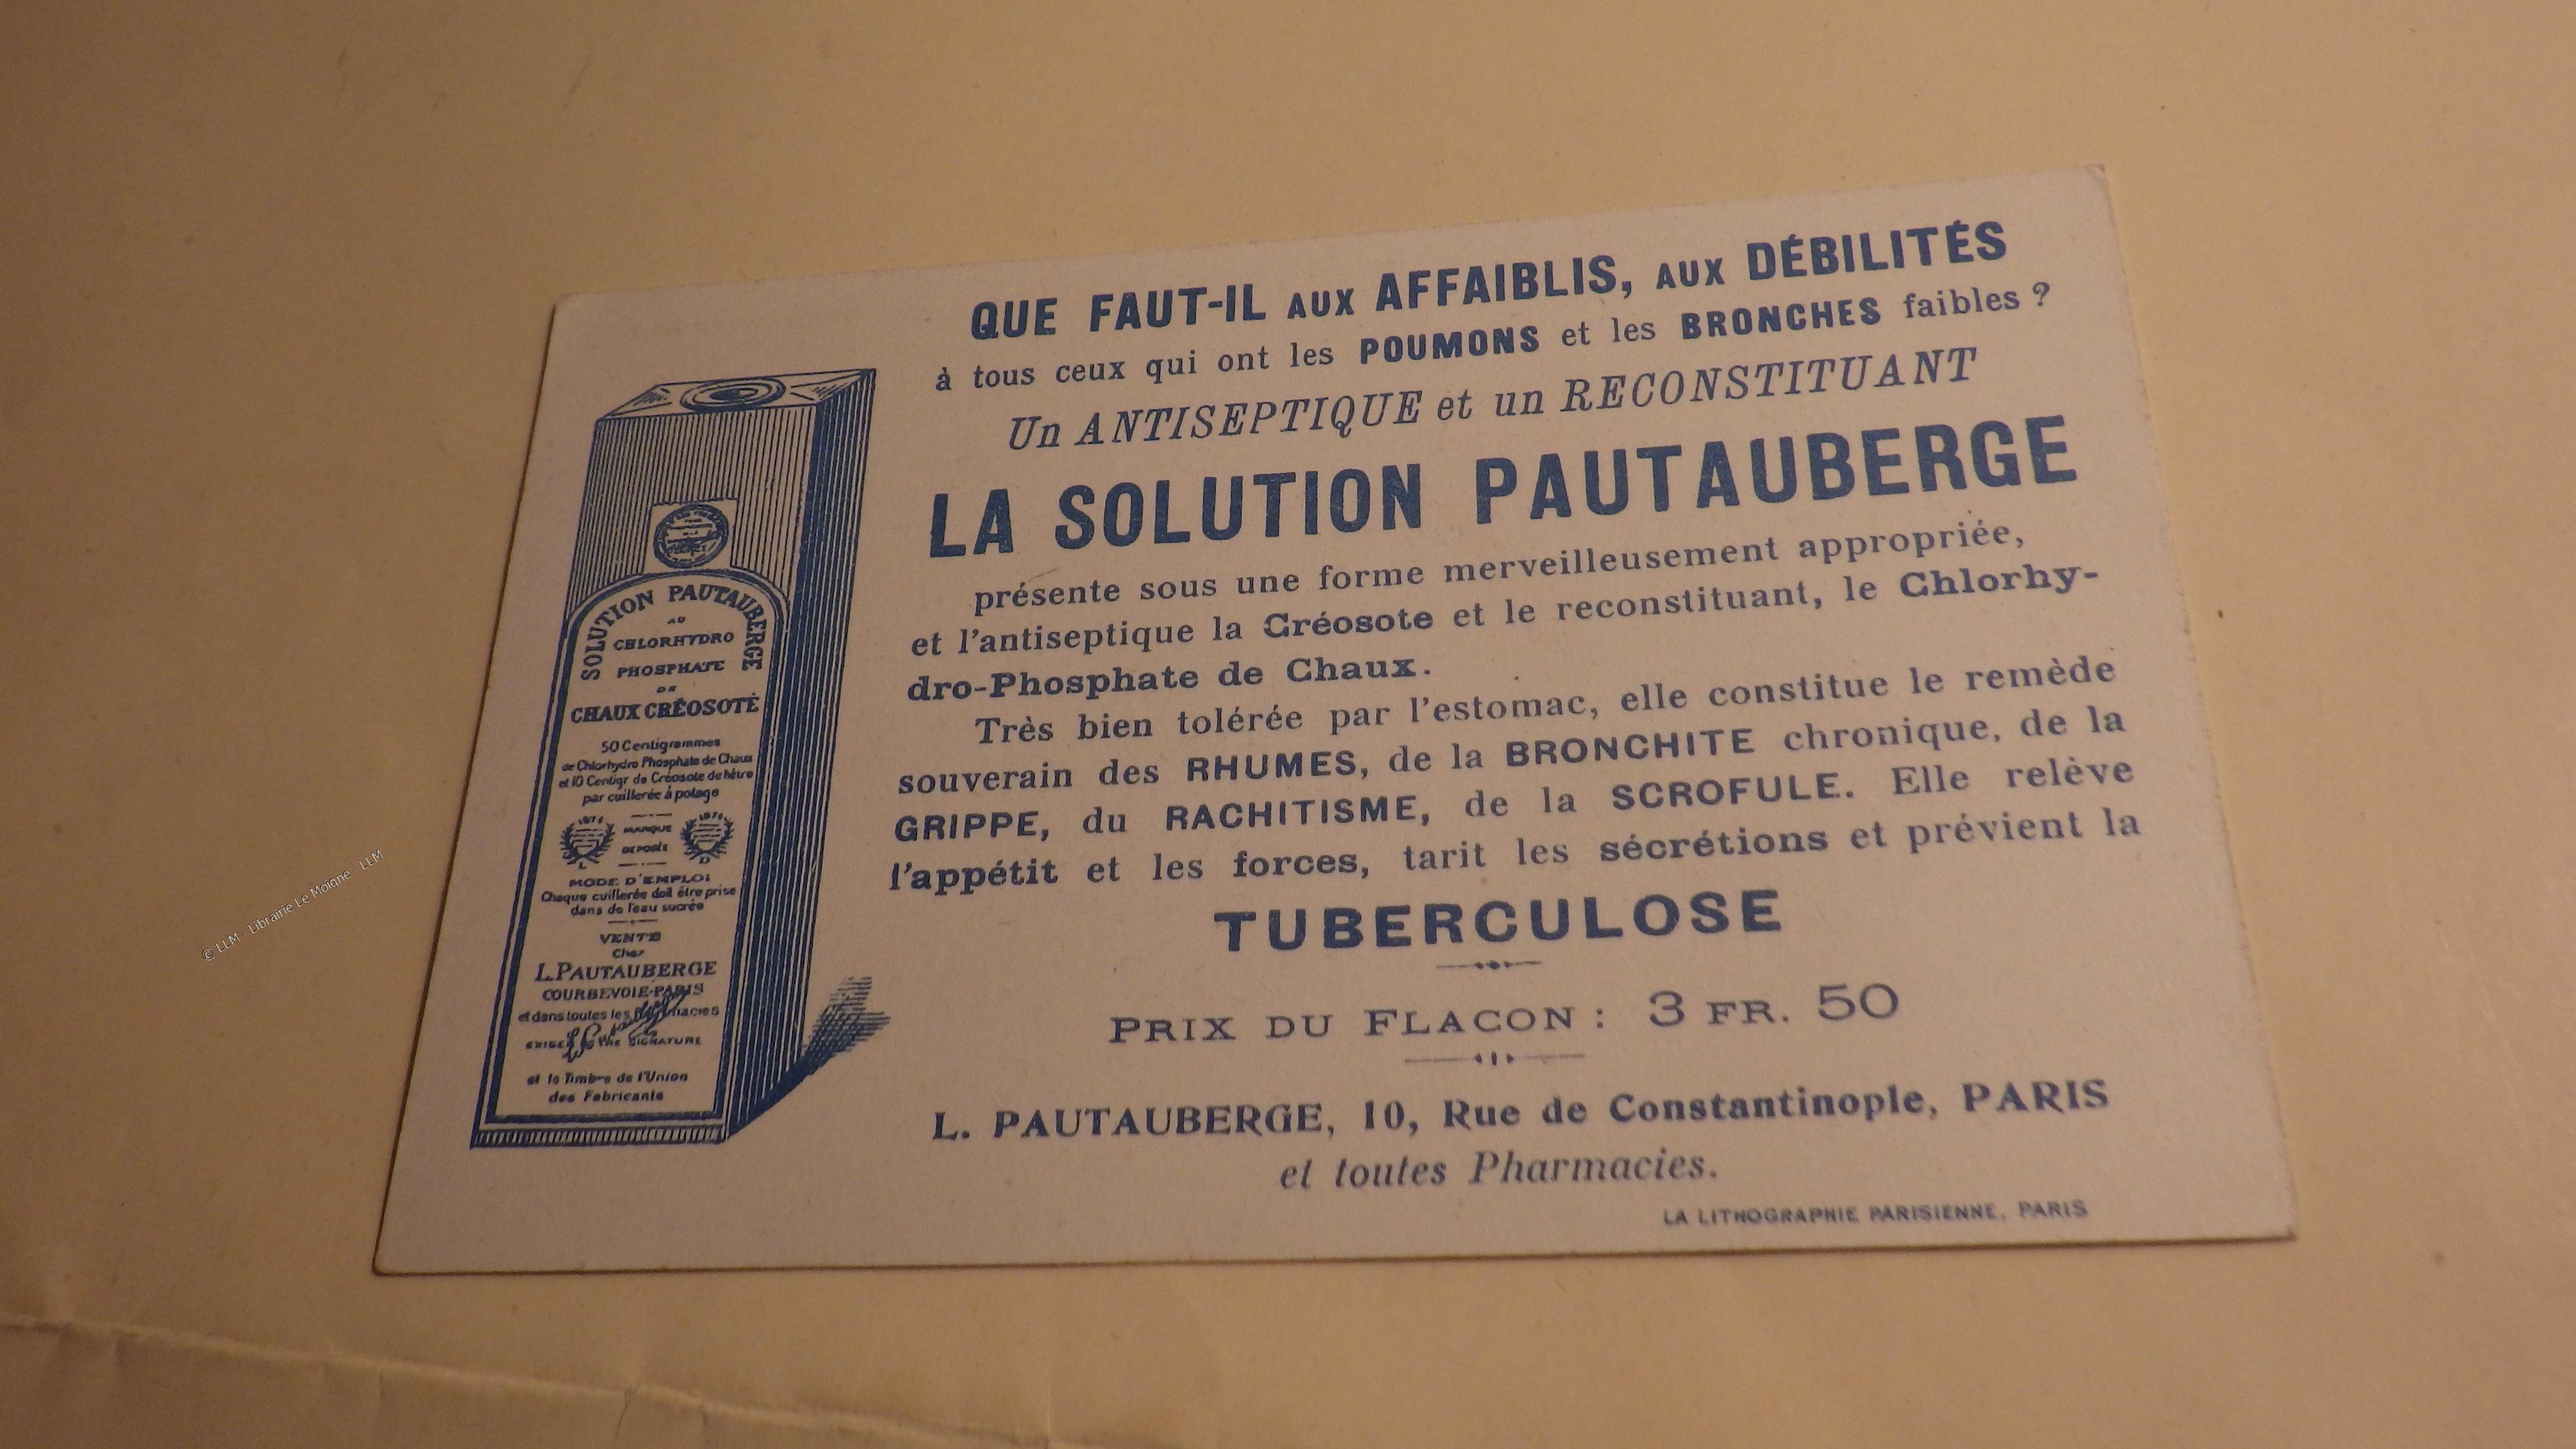 QUE FAUT-IL AUX AFFAIBLIS, AUX DÉBILITÉS
à tous ceux qui ont les POUMONS et les BRONCHES faibles ?
Un ANTISEPTIQUE et un RECONSTITUANT
LA SOLUTION PAUTAUBERGE
présente sous une forme merveilleusement appropriée,
et l'antiseptique la Créosote et le reconstituant, le Chlorhy-
dro-Phosphate de Chaux.
Très bien tolérée par l'estomac, elle constitue le remède
souverain des RHUMES, de la BRONCHITE chronique, de la
GRIPPE, du RACHITISME, de la SCROFULE. Elle relève
l'appétit et les forces, tarit les sécrétions et prévient la
TUBERCULOSE
PRIX DU FLACON : 3 FR. 50
L. PAUTAUBERGE, 10, Rue de Constantinople, PARIS
et toutes Pharmacies.
LA LITHOGRAPHIE PARISIENNE, PARIS
SOLUTION PAUTAUBERGE
AU
CHLORHYDRO
PHOSPHATE
DE
CHAUX CRÉOSOTÉ
50 Centigrammes
de Chlorhydro Phosphate de Chaux
et 10 Centigr de Créosote de hêtre
par cuillerée à potage
MARQUE
DEPOSÉE
MODE D'EMPLOI
Chaque cuillerée doit être prise
dans de l'eau sucrée
VENTE
Chez
L. PAUTAUBERGE
COURBEVOIE-PARIS
et dans toutes les Pharmacies
SIGNATURE
et le Timbre de l'Union
des Fabricants
© LLM - Librairie Le Moigne - LLM